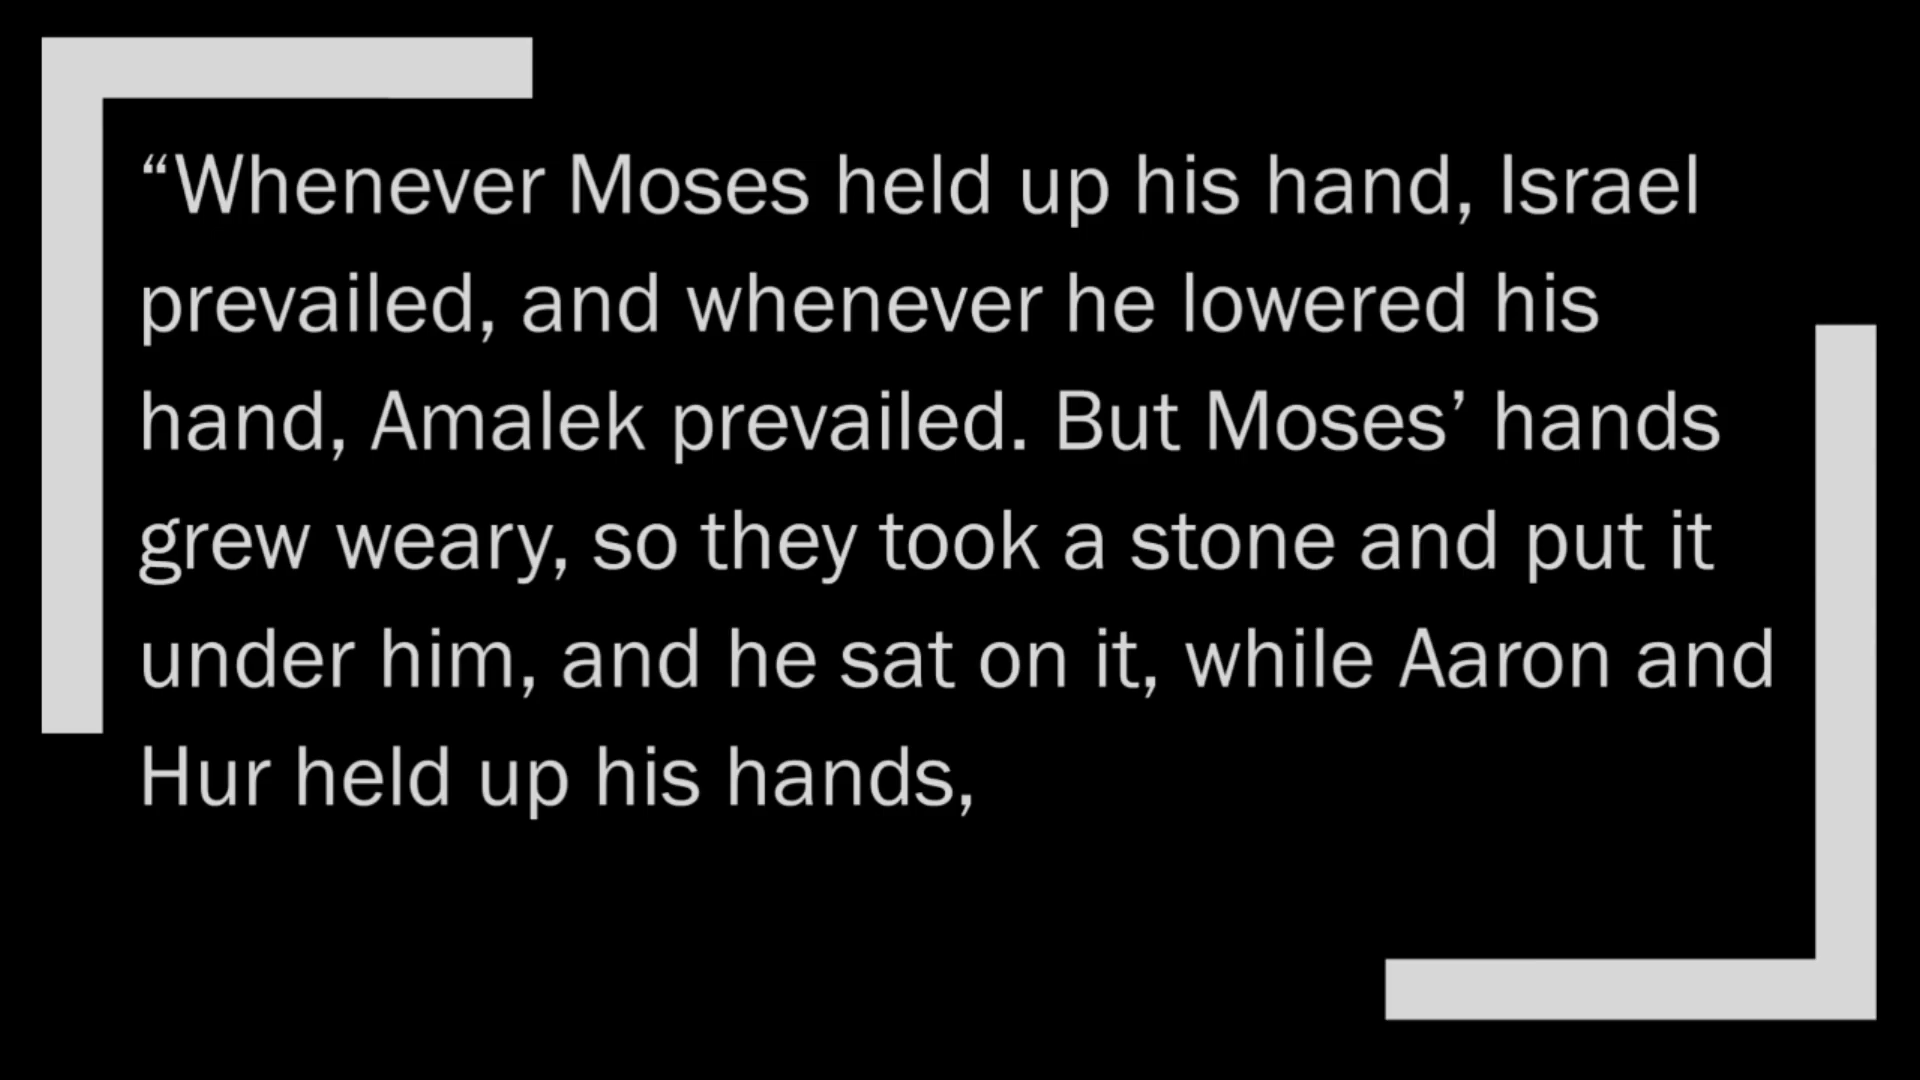 “Whenever Moses held up his hand, Israel
prevailed, and whenever he lowered his
hand, Amalek prevailed. But Moses’ hands
grew weary, so they took a stone and put it
under him, and he sat on it, while Aaron and
Hur held up his hands,